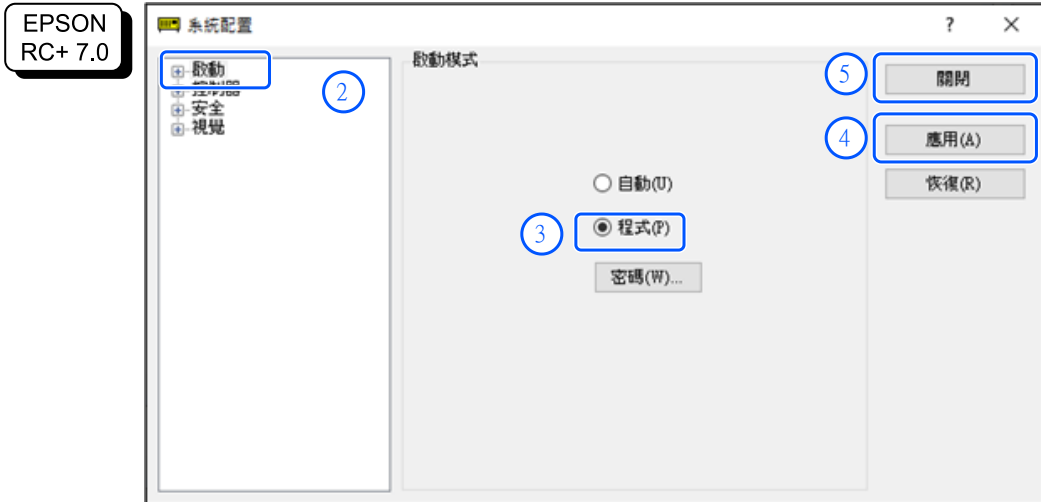 EPSON
RC+ 7.0
系統配置
? ×
啟動
控制器
安全
視覺
2
啟動模式
自動(U)
3
程式(P)
密碼(W)...
5
關閉
4
應用(A)
恢復(R)